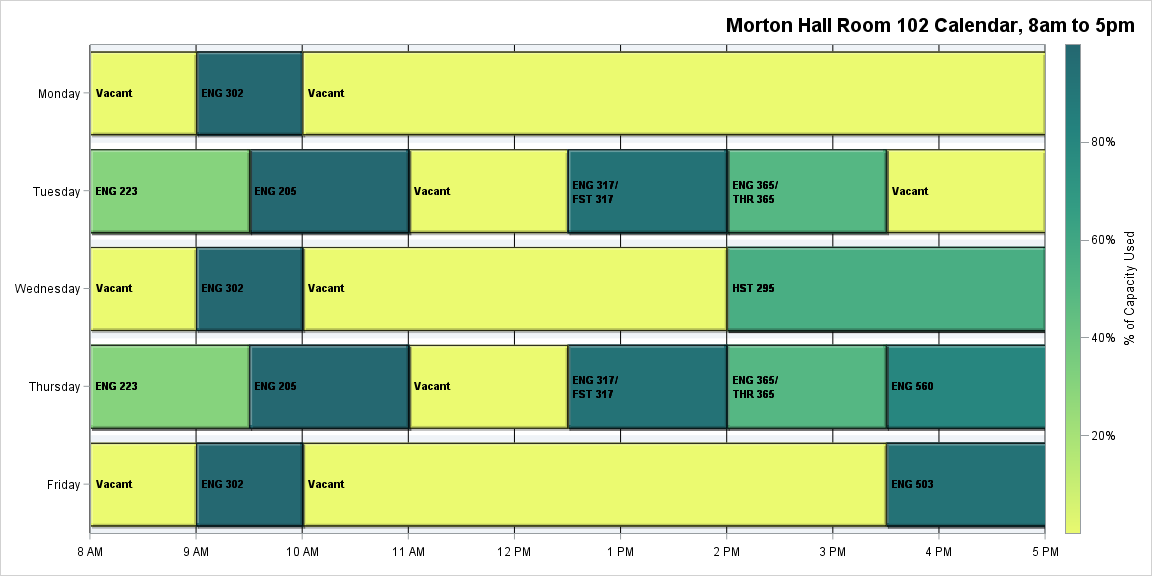 Morton Hall Room 102 Calendar, 8am to 5pm
Monday
Vacant
ENG 302
Vacant
Tuesday
ENG 223
ENG 205
Vacant
ENG 317/
FST 317
ENG 365/
THR 365
Vacant
Wednesday
Vacant
ENG 302
Vacant
HST 295
Thursday
ENG 223
ENG 205
Vacant
ENG 317/
FST 317
ENG 365/
THR 365
ENG 560
Friday
Vacant
ENG 302
Vacant
ENG 503
8 AM
9 AM
10 AM
11 AM
12 PM
1 PM
2 PM
3 PM
4 PM
5 PM
80%
60%
40%
20%
% of Capacity Used